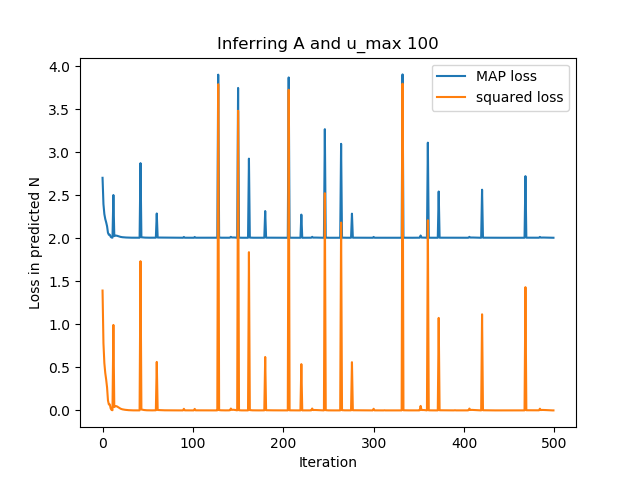 Inferring A and u_max 100
MAP loss
squared loss
Loss in predicted N
4.0
3.5
3.0
2.5
2.0
1.5
1.0
0.5
0.0
0 100 200 300 400 500
Iteration